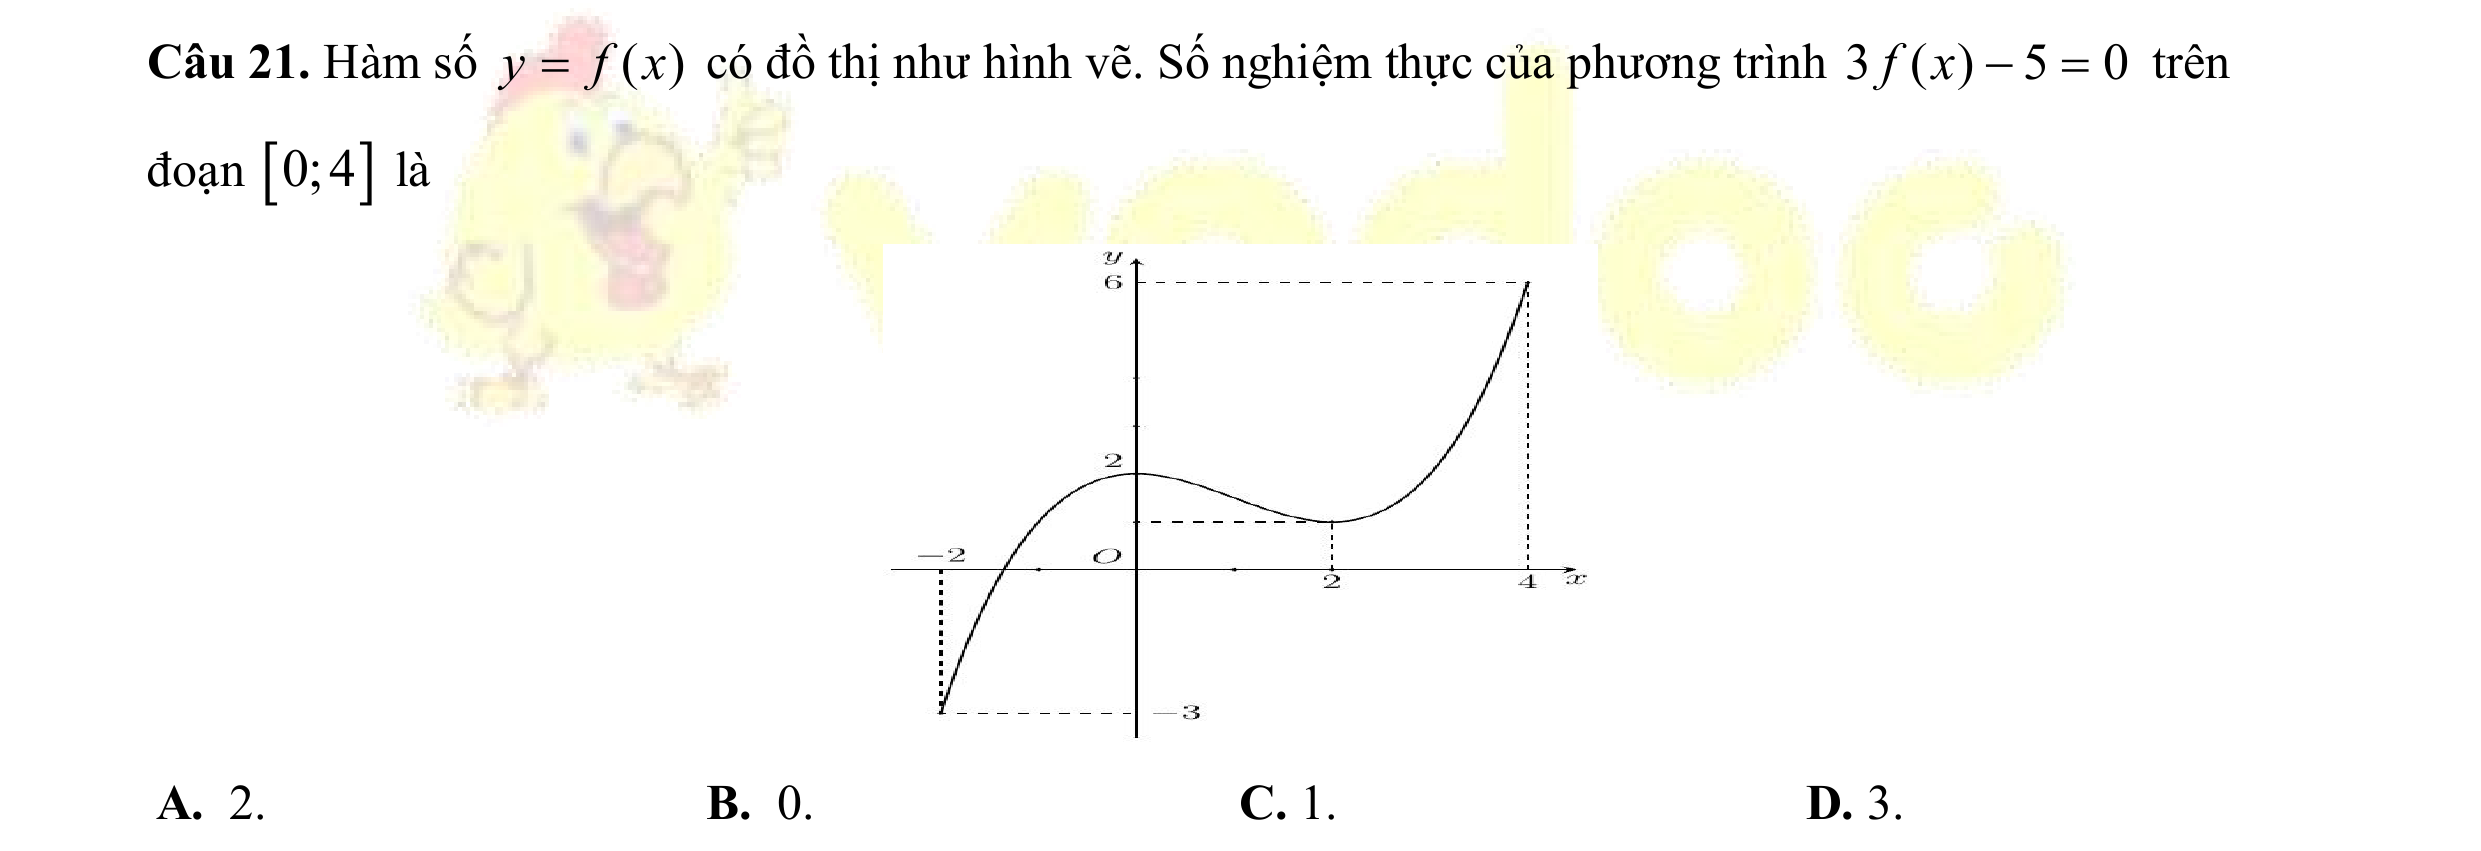 Câu 21. Hàm số y = f(x) có đồ thị như hình vẽ. Số nghiệm thực của phương trình 3f(x) − 5 = 0 trên
đoạn [0;4] là
y
6
2
−2 O
2 4 x
−3
A. 2. B. 0. C. 1. D. 3.